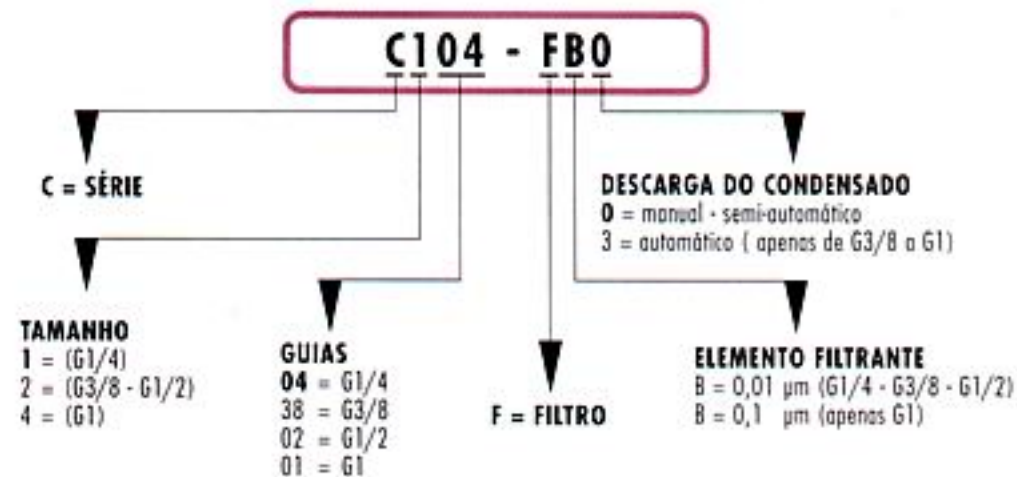 C104 - FB0
C = SÉRIE
DESCARGA DO CONDENSADO
0 = manual - semi-automático
3 = automático ( apenas de G3/8 a G1)
TAMANHO
1 = (G1/4)
2 = (G3/8 - G1/2)
4 = (G1)
GUIAS
04 = G1/4
38 = G3/8
02 = G1/2
01 = G1
F = FILTRO
ELEMENTO FILTRANTE
B = 0,01 µm (G1/4 - G3/8 - G1/2)
B = 0,1 µm (apenas G1)